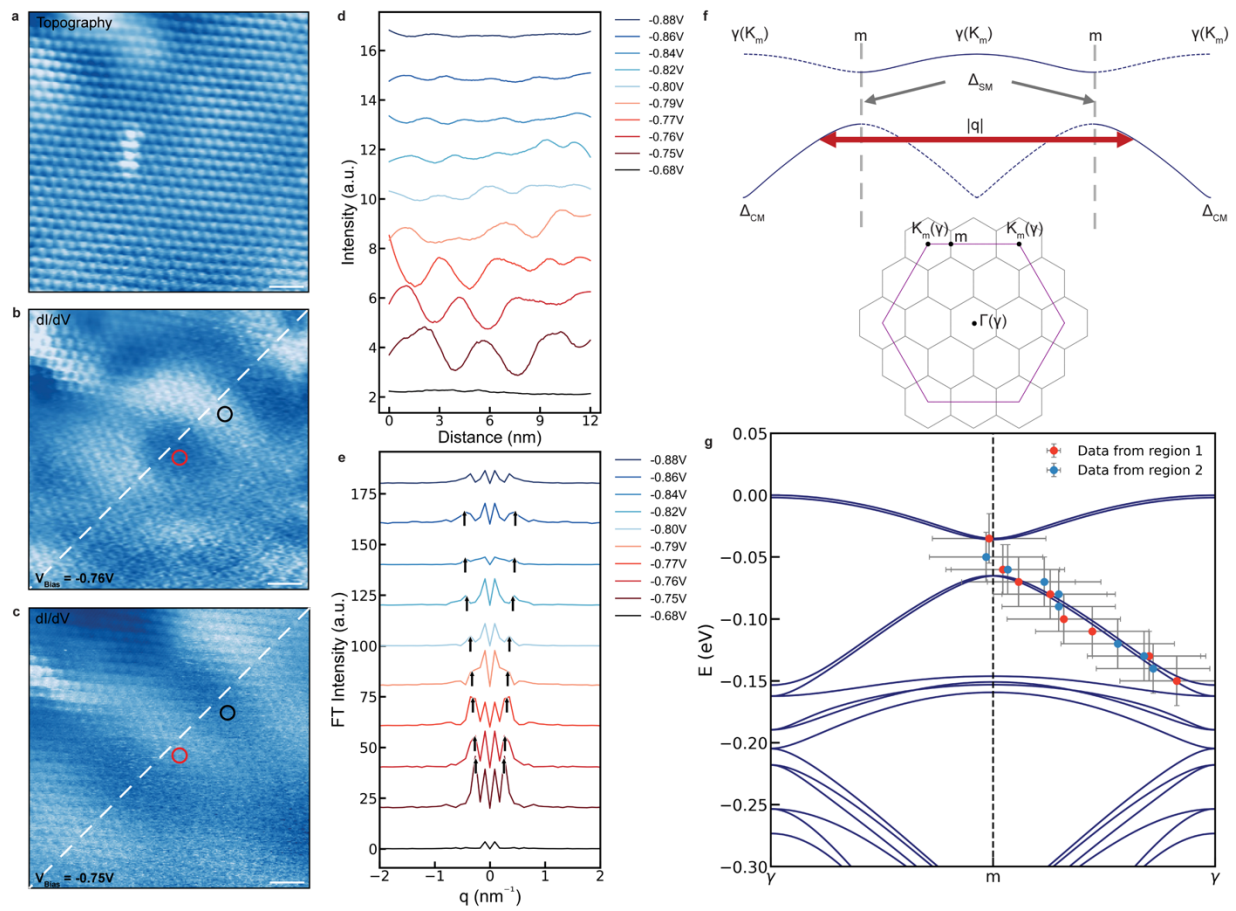 a
Topography
b
dI/dV
V_Bias = -0.76V
c
dI/dV
V_Bias = -0.75V
d
Intensity (a.u.)
16
14
12
10
8
6
4
2
0
3
6
9
12
Distance (nm)
-0.88V
-0.86V
-0.84V
-0.82V
-0.80V
-0.79V
-0.77V
-0.76V
-0.75V
-0.68V
e
FT Intensity (a.u.)
175
150
125
100
75
50
25
0
−2
−1
0
1
2
q (nm⁻¹)
-0.88V
-0.86V
-0.84V
-0.82V
-0.80V
-0.79V
-0.77V
-0.76V
-0.75V
-0.68V
f
γ(K_m)
m
γ(K_m)
m
γ(K_m)
Δ_SM
|q|
Δ_CM
Δ_CM
K_m(γ)
m
K_m(γ)
Γ(γ)
g
E (eV)
0.05
0.00
−0.05
−0.10
−0.15
−0.20
−0.25
−0.30
γ
m
γ
Data from region 1
Data from region 2